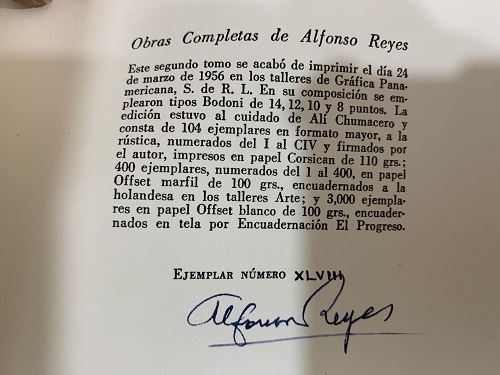 Obras Completas de Alfonso Reyes
Este segundo tomo se acabó de imprimir el día 24
de marzo de 1956 en los talleres de Gráfica Pana-
mericana, S. de R. L. En su composición se em-
plearon tipos Bodoni de 14, 12, 10 y 8 puntos. La
edición estuvo al cuidado de Alí Chumacero y
consta de 104 ejemplares en formato mayor, a la
rústica, numerados del I al CIV y firmados por
el autor, impresos en papel Corsican de 110 grs.;
400 ejemplares, numerados del 1 al 400, en papel
Offset marfil de 100 grs., encuadernados a la
holandesa en los talleres Arte; y 3,000 ejempla-
res en papel Offset blanco de 100 grs., encuader-
nados en tela por Encuadernación El Progreso.
EJEMPLAR NÚMERO XLVIII
Alfonso Reyes